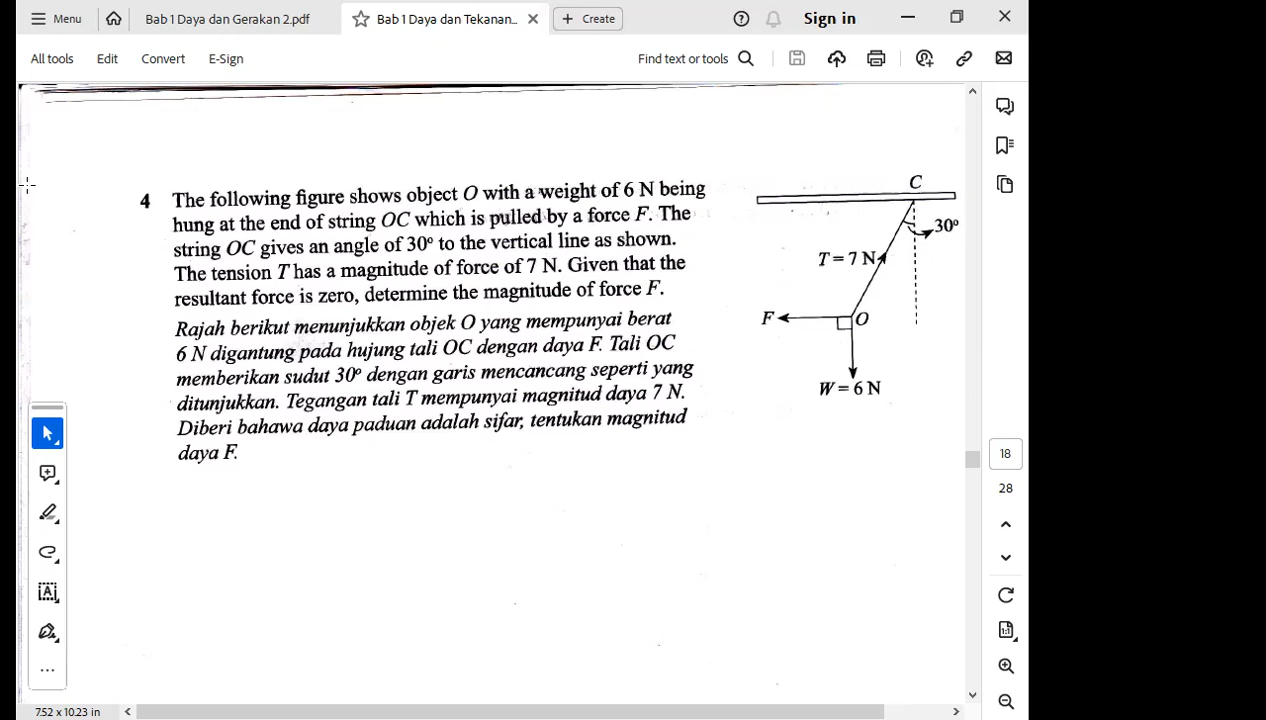 Menu
Bab 1 Daya dan Gerakan 2.pdf
Bab 1 Daya dan Tekanan...
Create
Sign in
All tools
Edit
Convert
E-Sign
Find text or tools
4 The following figure shows object O with a weight of 6 N being
hung at the end of string OC which is pulled by a force F. The
string OC gives an angle of 30° to the vertical line as shown.
The tension T has a magnitude of force of 7 N. Given that the
resultant force is zero, determine the magnitude of force F.
Rajah berikut menunjukkan objek O yang mempunyai berat
6 N digantung pada hujung tali OC dengan daya F. Tali OC
memberikan sudut 30° dengan garis mencancang seperti yang
ditunjukkan. Tegangan tali T mempunyai magnitud daya 7 N.
Diberi bahawa daya paduan adalah sifar, tentukan magnitud
daya F.
C
30°
T = 7 N
F
O
W = 6 N
18
28
1:1
7.52 x 10.23 in